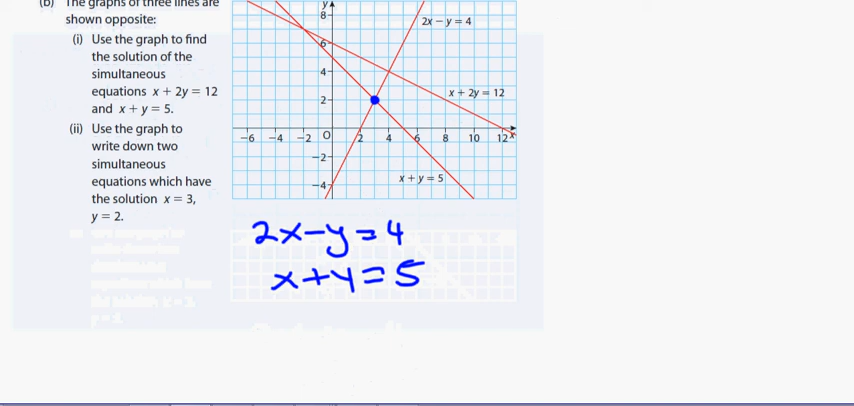 (b) The graphs of three lines are
shown opposite:
(i) Use the graph to find
the solution of the
simultaneous
equations x + 2y = 12
and x + y = 5.
(ii) Use the graph to
write down two
simultaneous
equations which have
the solution x = 3,
y = 2.
y
8
6
4
2
−2
−4
−6 −4 −2 O 2 4 6 8 10 12 x
2x − y = 4
x + 2y = 12
x + y = 5
2x-y=4
x+y=5